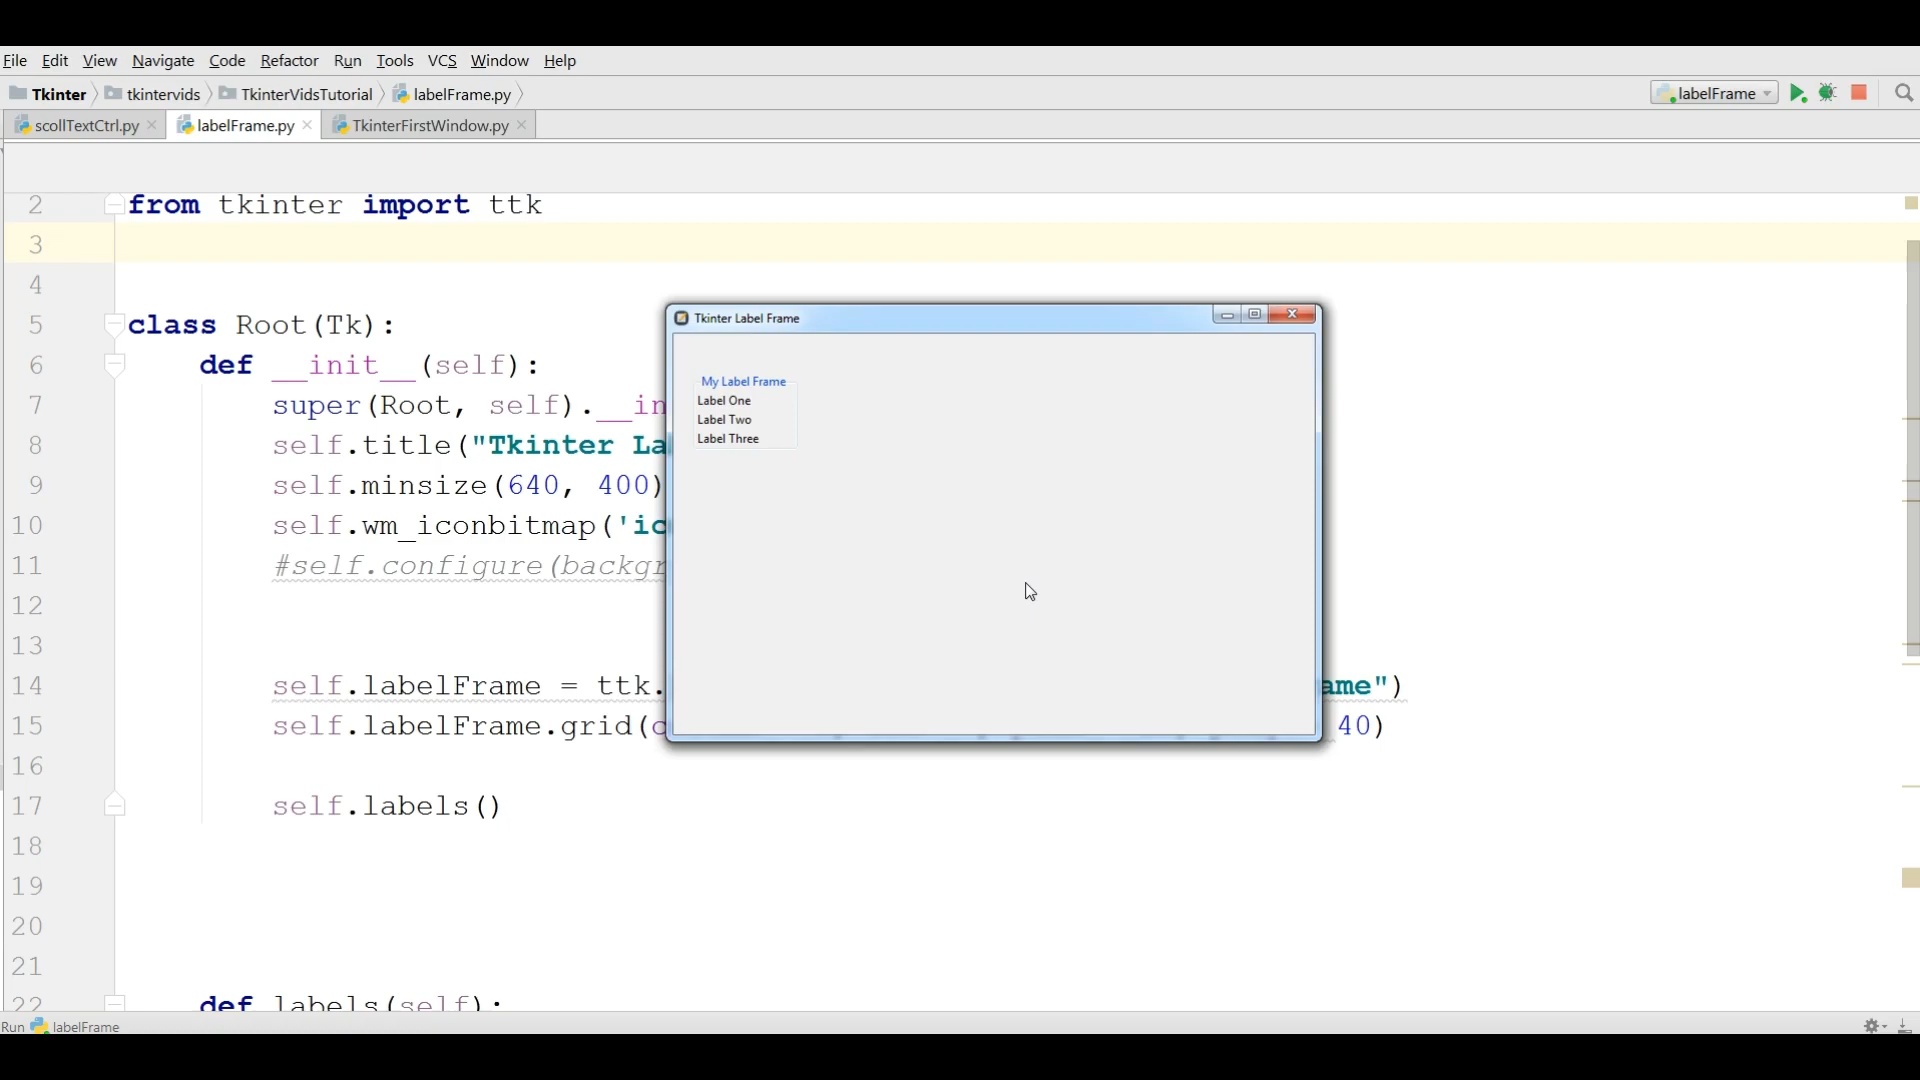 File Edit View Navigate Code Refactor Run Tools VCS Window Help
Tkinter tkintervids TkinterVidsTutorial labelFrame.py labelFrame
scollTextCtrl.py labelFrame.py TkinterFirstWindow.py
2 from tkinter import ttk
3
4
5 class Root(Tk):
6 def __init__(self):
7 super(Root, self).__in
8 self.title("Tkinter La
9 self.minsize(640, 400)
10 self.wm_iconbitmap('ic
11 #self.configure(backgr
12
13
14 self.labelFrame = ttk. ame")
15 self.labelFrame.grid( 40)
16
17 self.labels()
18
19
20
21
22 def labels(self):
Tkinter Label Frame
My Label Frame
Label One
Label Two
Label Three
Run labelFrame